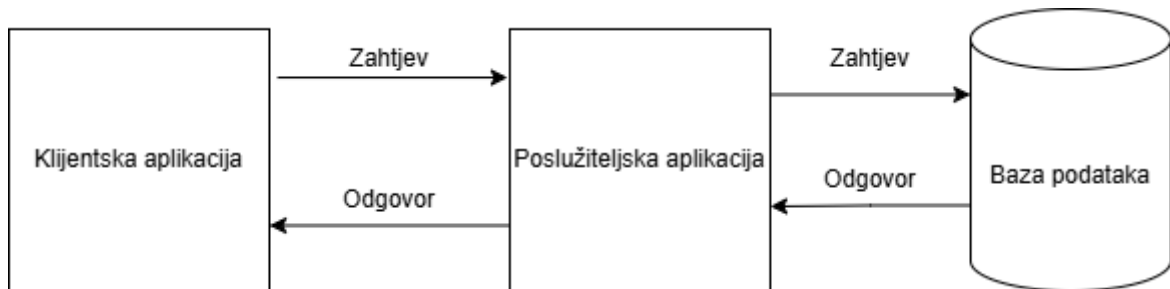 Zahtjev
Zahtjev
Klijentska aplikacija
Poslužiteljska aplikacija
Baza podataka
Odgovor
Odgovor